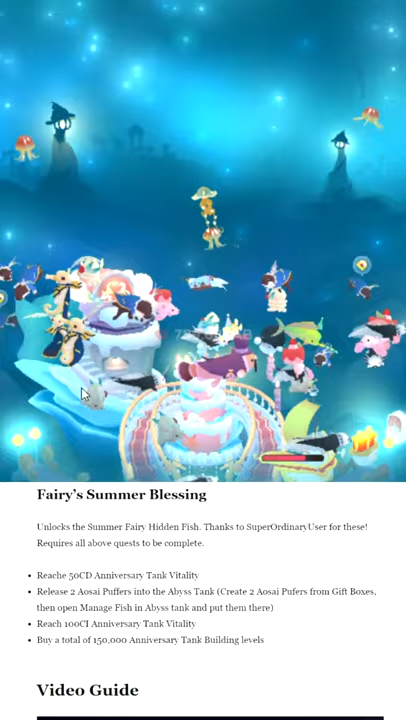 Fairy's Summer Blessing
Unlocks the Summer Fairy Hidden Fish. Thanks to SuperOrdinaryUser for these!
Requires all above quests to be complete.
• Reache 50CD Anniversary Tank Vitality
• Release 2 Aosai Puffers into the Abyss Tank (Create 2 Aosai Pufers from Gift Boxes,
then open Manage Fish in Abyss tank and put them there)
• Reach 100CI Anniversary Tank Vitality
• Buy a total of 150,000 Anniversary Tank Building levels
Video Guide